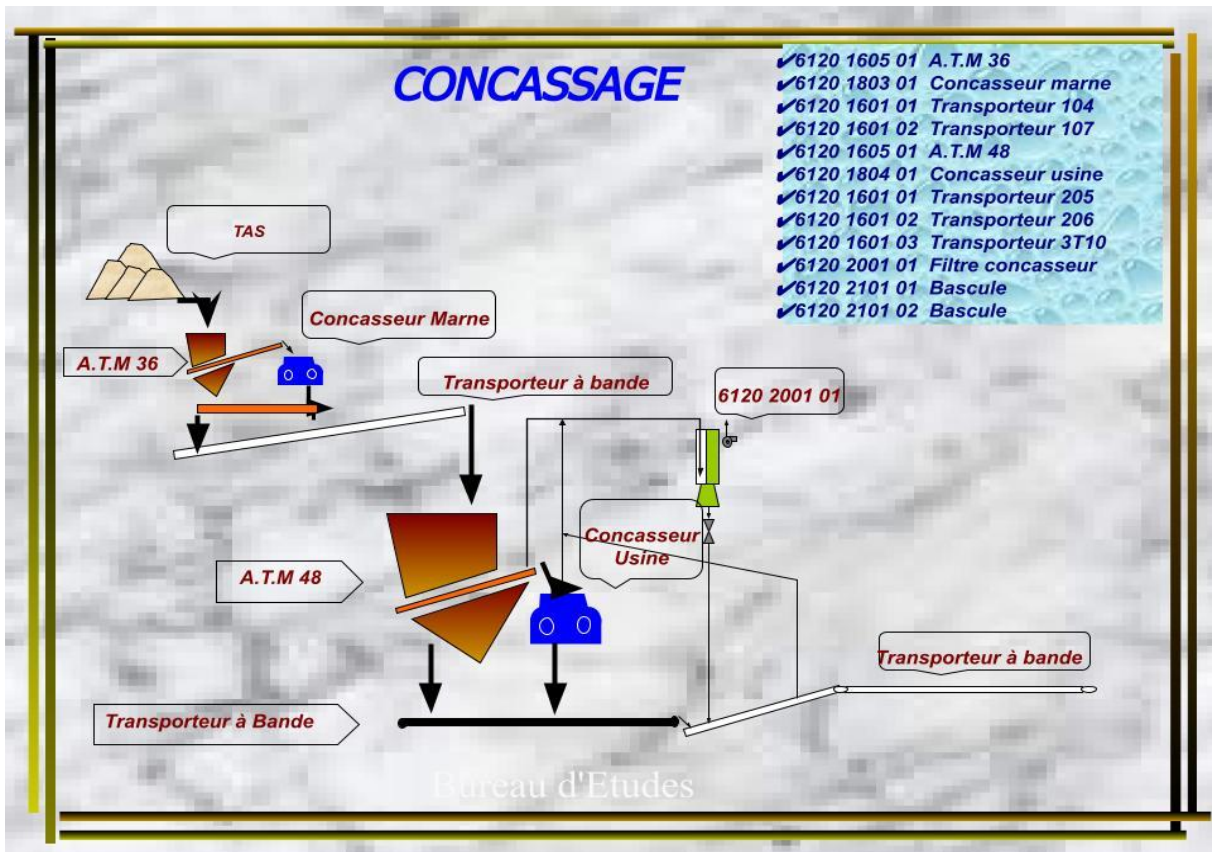 CONCASSAGE
✔6120 1605 01 A.T.M 36
✔6120 1803 01 Concasseur marne
✔6120 1601 01 Transporteur 104
✔6120 1601 02 Transporteur 107
✔6120 1605 01 A.T.M 48
✔6120 1804 01 Concasseur usine
✔6120 1601 01 Transporteur 205
✔6120 1601 02 Transporteur 206
✔6120 1601 03 Transporteur 3T10
✔6120 2001 01 Filtre concasseur
✔6120 2101 01 Bascule
✔6120 2101 02 Bascule
TAS
Concasseur Marne
A.T.M 36
Transporteur à bande
6120 2001 01
Concasseur
Usine
A.T.M 48
Transporteur à bande
Transporteur à Bande
Bureau d'Etudes